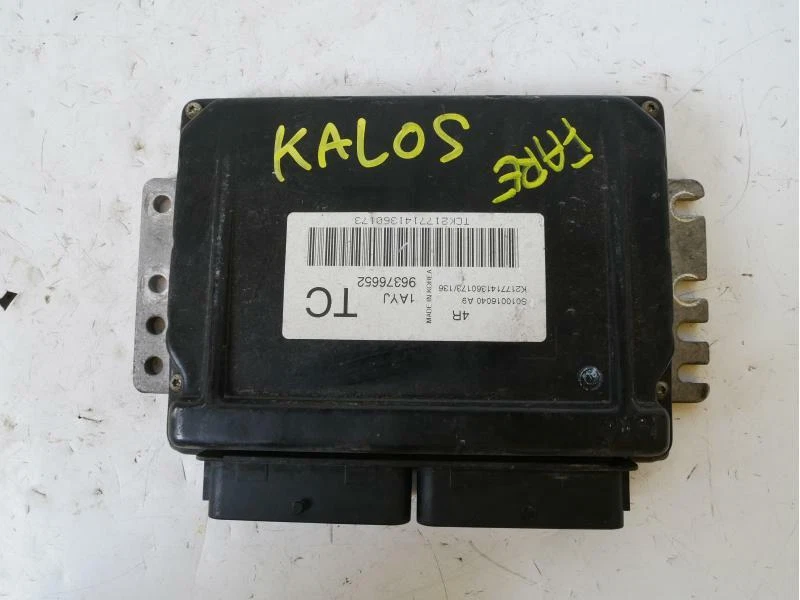 KALOS
FARE
4R
S010016040 A9
K2177141360173/136
TC
1AYJ
MADE IN KOREA
96376652
TCK2177141360173